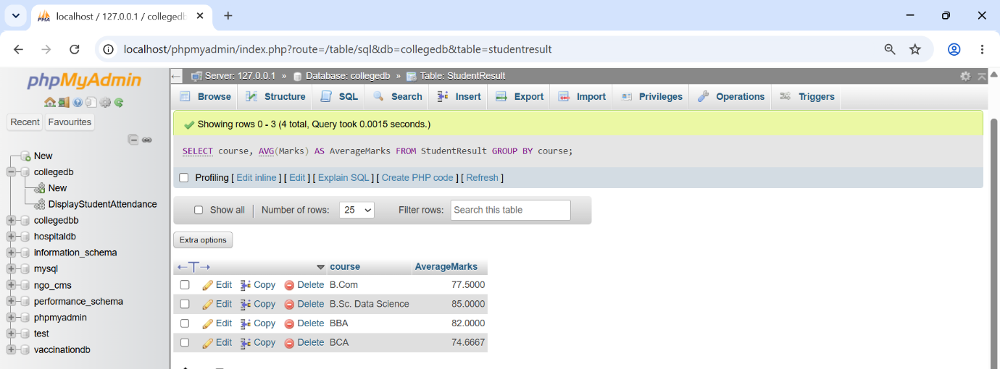 localhost / 127.0.0.1 / collegedb
localhost/phpmyadmin/index.php?route=/table/sql&db=collegedb&table=studentresult
phpMyAdmin
Recent Favourites
New
collegedb
New
DisplayStudentAttendance
collegedbb
hospitaldb
information_schema
mysql
ngo_cms
performance_schema
phpmyadmin
test
vaccinationdb
Server: 127.0.0.1 » Database: collegedb » Table: StudentResult
Browse Structure SQL Search Insert Export Import Privileges Operations Triggers
Showing rows 0 - 3 (4 total, Query took 0.0015 seconds.)
SELECT course, AVG(Marks) AS AverageMarks FROM StudentResult GROUP BY course;
Profiling [ Edit inline ] [ Edit ] [ Explain SQL ] [ Create PHP code ] [ Refresh ]
Show all | Number of rows: 25 Filter rows: Search this table
Extra options
←T→ course AverageMarks
Edit Copy Delete B.Com 77.5000
Edit Copy Delete B.Sc. Data Science 85.0000
Edit Copy Delete BBA 82.0000
Edit Copy Delete BCA 74.6667